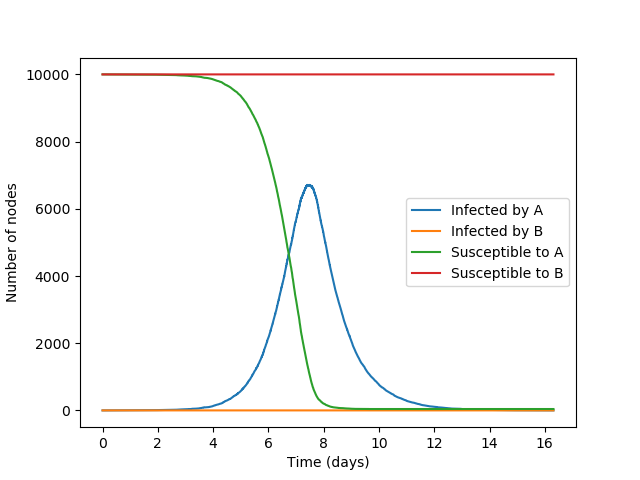 10000
8000
6000
4000
2000
0
Number of nodes
Infected by A
Infected by B
Susceptible to A
Susceptible to B
0 2 4 6 8 10 12 14 16
Time (days)